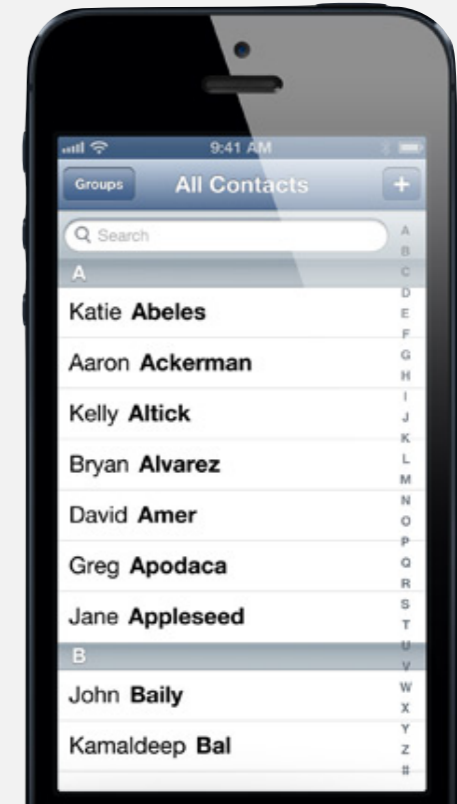 9:41 AM
Groups All Contacts +
Search
A
Katie Abeles
Aaron Ackerman
Kelly Altick
Bryan Alvarez
David Amer
Greg Apodaca
Jane Appleseed
B
John Baily
Kamaldeep Bal
A
B
C
D
E
F
G
H
I
J
K
L
M
N
O
P
Q
R
S
T
U
V
W
X
Y
Z
#